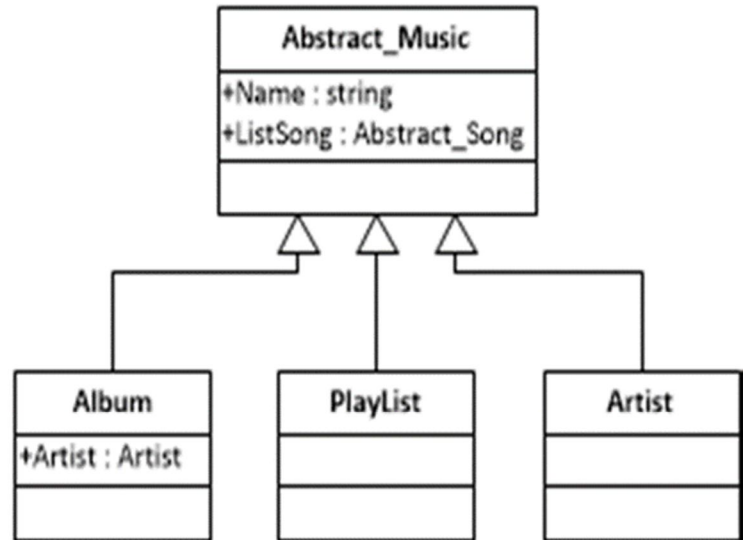 Abstract_Music
+Name : string
+ListSong : Abstract_Song
Album
+Artist : Artist
PlayList
Artist